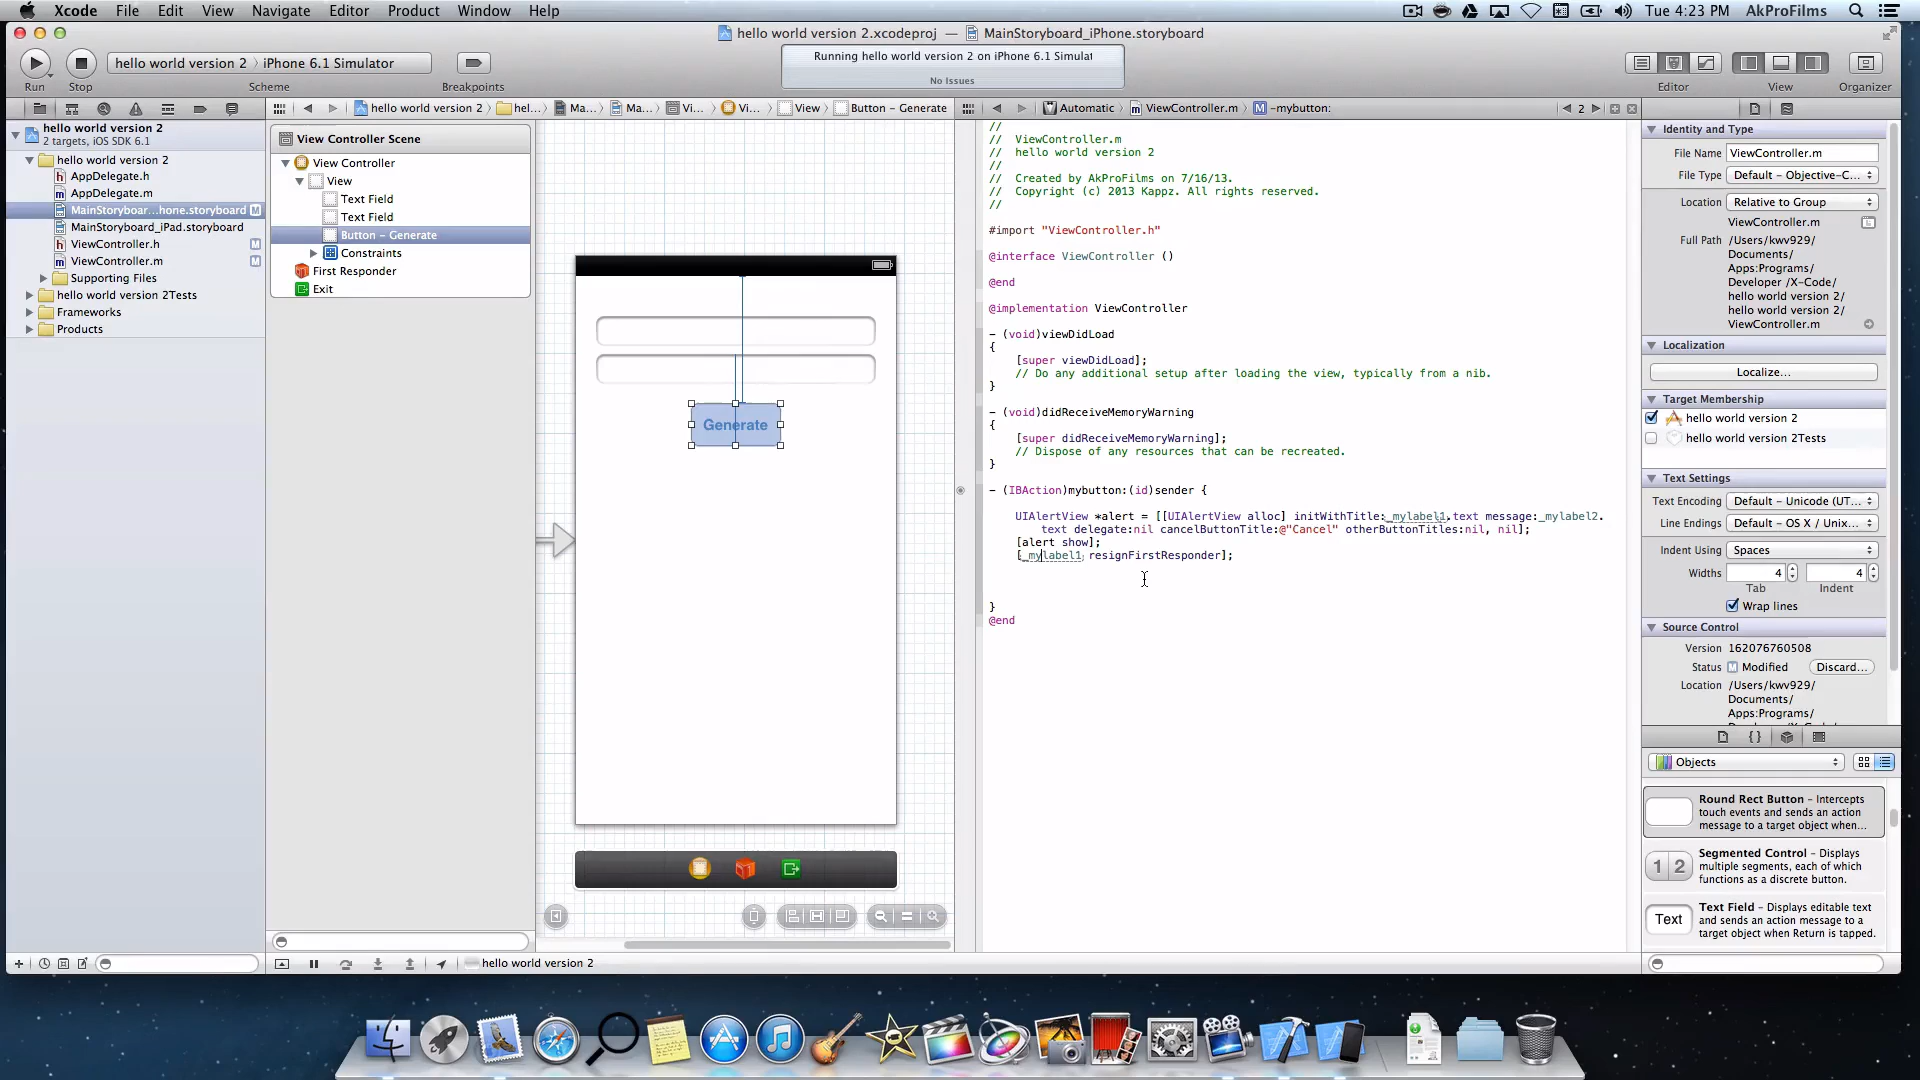 Xcode File Edit View Navigate Editor Product Window Help Tue 4:23 PM AkProFilms
hello world version 2.xcodeproj — MainStoryboard_iPhone.storyboard
Run Stop
hello world version 2 〉 iPhone 6.1 Simulator
Scheme
Breakpoints
Running hello world version 2 on iPhone 6.1 Simulat
No Issues
Editor View Organizer
hello world version 2 hel... Ma... Ma... Vi... Vi... View Button – Generate
Automatic ViewController.m M -mybutton: 2
hello world version 2
2 targets, iOS SDK 6.1
hello world version 2
AppDelegate.h
AppDelegate.m
MainStoryboar...hone.storyboard M
MainStoryboard_iPad.storyboard
ViewController.h M
ViewController.m M
Supporting Files
hello world version 2Tests
Frameworks
Products
View Controller Scene
View Controller
View
Text Field
Text Field
Button – Generate
Constraints
First Responder
Exit
Generate
//
// ViewController.m
// hello world version 2
//
// Created by AkProFilms on 7/16/13.
// Copyright (c) 2013 Kappz. All rights reserved.
//
#import "ViewController.h"
@interface ViewController ()
@end
@implementation ViewController
- (void)viewDidLoad
{
[super viewDidLoad];
// Do any additional setup after loading the view, typically from a nib.
}
- (void)didReceiveMemoryWarning
{
[super didReceiveMemoryWarning];
// Dispose of any resources that can be recreated.
}
- (IBAction)mybutton:(id)sender {
UIAlertView *alert = [[UIAlertView alloc] initWithTitle:_mylabel1.text message:_mylabel2.
text delegate:nil cancelButtonTitle:@"Cancel" otherButtonTitles:nil, nil];
[alert show];
[_mylabel1 resignFirstResponder];
}
@end
Identity and Type
File Name ViewController.m
File Type Default – Objective-C...
Location Relative to Group
ViewController.m
Full Path /Users/kwv929/
Documents/
Apps:Programs/
Developer /X-Code/
hello world version 2/
hello world version 2/
ViewController.m
Localization
Localize...
Target Membership
hello world version 2
hello world version 2Tests
Text Settings
Text Encoding Default – Unicode (UT...
Line Endings Default – OS X / Unix...
Indent Using Spaces
Widths 4 4
Tab Indent
Wrap lines
Source Control
Version 162076760508
Status M Modified Discard...
Location /Users/kwv929/
Documents/
Apps:Programs/
{ }
Objects
Round Rect Button – Intercepts
touch events and sends an action
message to a target object when...
1 2
Segmented Control – Displays
multiple segments, each of which
functions as a discrete button.
Text
Text Field – Displays editable text
and sends an action message to a
target object when Return is tapped.
hello world version 2